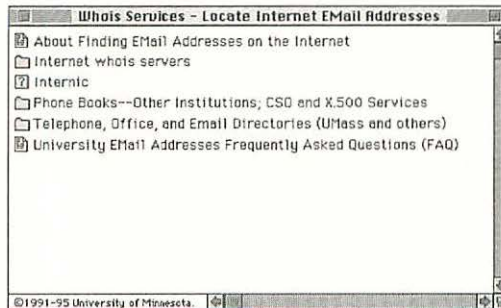 Whois Services - Locate Internet EMail Addresses
About Finding EMail Addresses on the Internet
Internet whois servers
? Internic
Phone Books--Other Institutions; CSO and X.500 Services
Telephone, Office, and Email Directories (UMass and others)
University EMail Addresses Frequently Asked Questions (FAQ)
©1991-95 University of Minnesota.